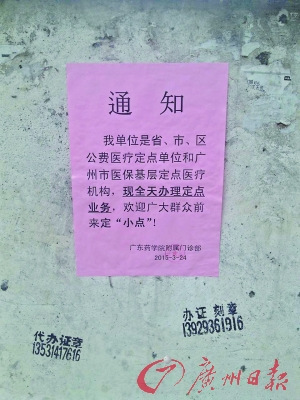 通 知
我单位是省、市、区
公费医疗定点单位和广
州市医保基层定点医疗
机构，现全天办理定点
业务，欢迎广大群众前
来定“小点”!
广东药学院附属门诊部
2015-3-24
办证 刻章
13929361916
代办证章
13531417616
广州日报